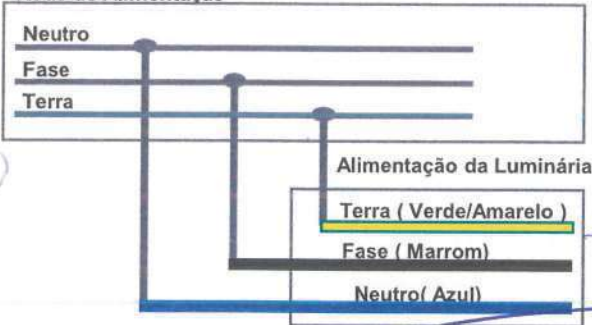 Neutro
Fase
Terra
Alimentação da Luminária
Terra ( Verde/Amarelo )
Fase ( Marrom)
Neutro( Azul)